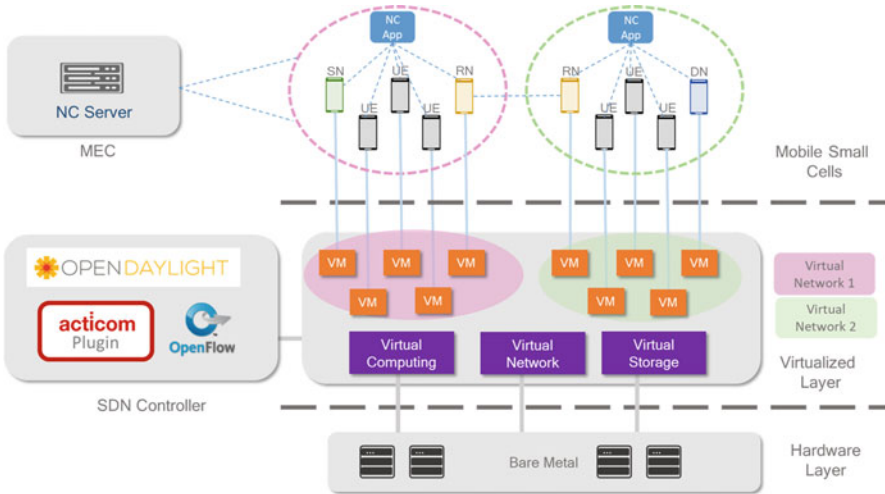 NC
App
NC
App
SN
UE
RN
RN
UE
DN
UE
UE
UE
UE
NC Server
MEC
Mobile Small
Cells
OPENDAYLIGHT
VM
VM
VM
VM
VM
VM
VM
VM
VM
VM
Virtual
Network 1
Virtual
Network 2
acticom
Plugin
OpenFlow
Virtual
Computing
Virtual
Network
Virtual
Storage
Virtualized
Layer
SDN Controller
Bare Metal
Hardware
Layer